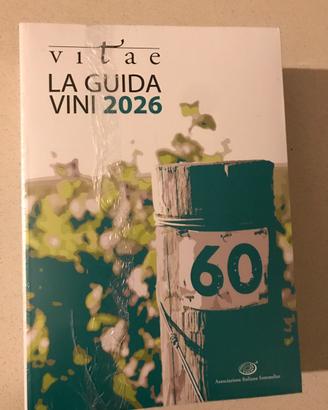 vitae
LA GUIDA
VINI 2026
60
Associazione Italiana Sommelier